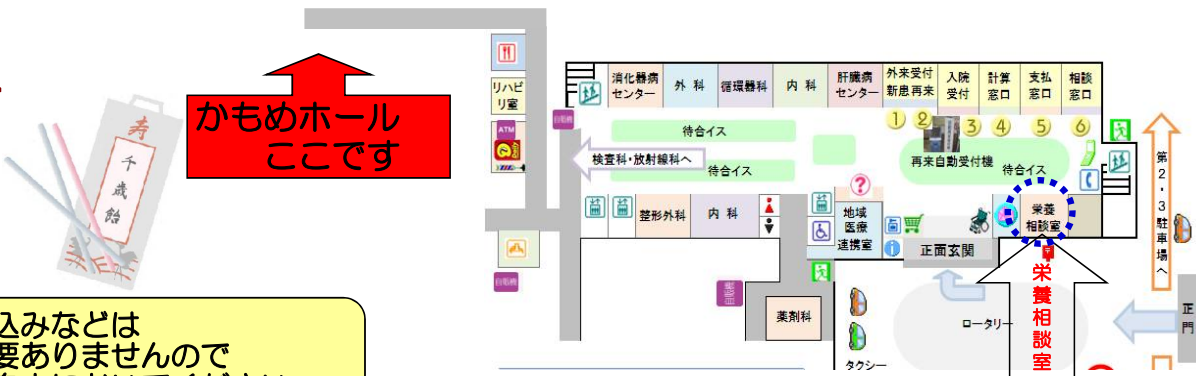 かもめホール
ここです
寿
千歳飴
リハビリ室
ATM
自販機
消化器病
センター
外 科
循環器科
内 科
肝臓病
センター
外来受付
新患再来
入院
受付
計算
窓口
支払
窓口
相談
窓口
1
2
3
4
5
6
待合イス
再来自動受付機
待合イス
検査科・放射線科へ
待合イス
整形外科
内 科
?
地域
医療
連携室
正面玄関
栄養
相談室
第2・3駐車場へ
自販機
自販機
薬剤科
タクシー
ロータリー
栄養相談室
正門
込みなどは
要ありませんので